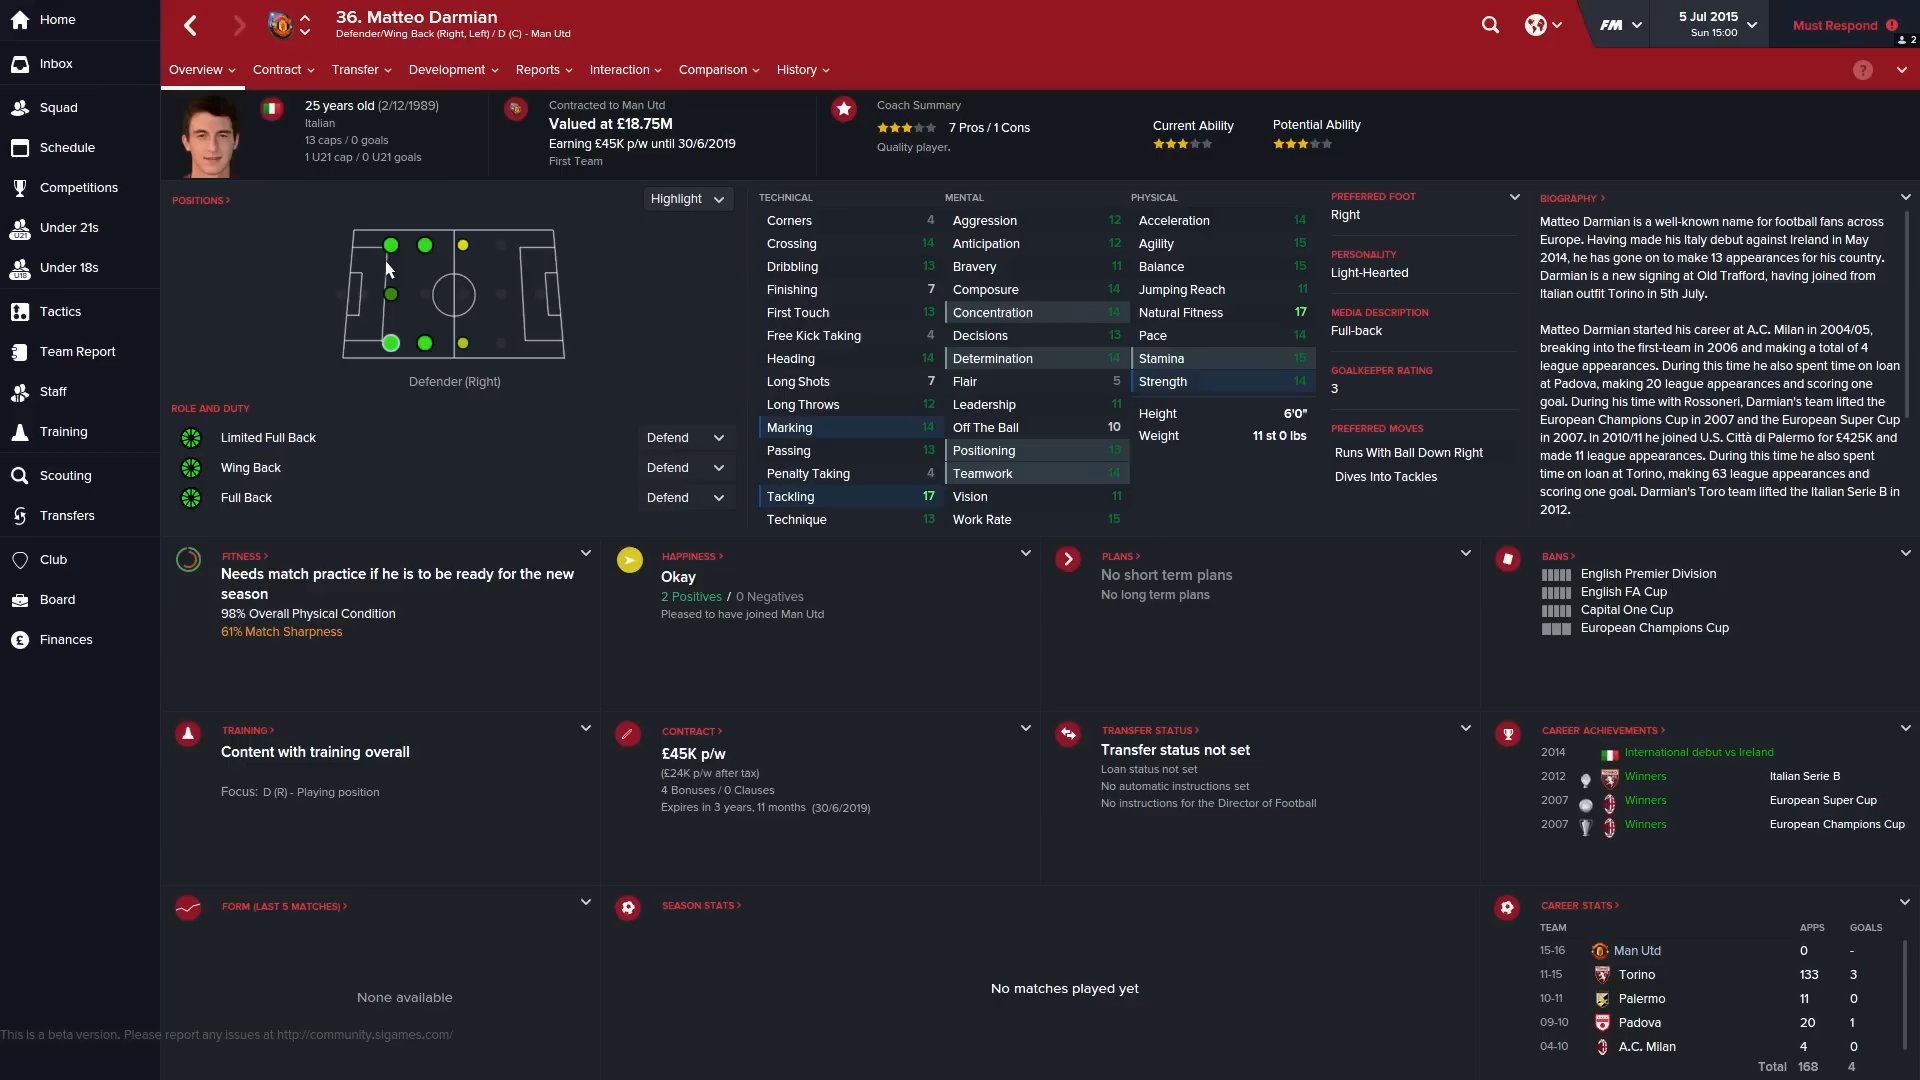 Home
Inbox
Squad
Schedule
Competitions
Under 21s
Under 18s
Tactics
Team Report
Staff
Training
Scouting
Transfers
Club
Board
Finances
36. Matteo Darmian
Defender/Wing Back (Right, Left) / D (C) - Man Utd
FM
5 Jul 2015
Sun 15:00
Must Respond
2
Overview Contract Transfer Development Reports Interaction Comparison History
?
25 years old (2/12/1989)
Italian
13 caps / 0 goals
1 U21 cap / 0 U21 goals
Contracted to Man Utd
Valued at £18.75M
Earning £45K p/w until 30/6/2019
First Team
Coach Summary
7 Pros / 1 Cons
Quality player.
Current Ability
Potential Ability
POSITIONS >
Highlight
Defender (Right)
ROLE AND DUTY
Limited Full Back Defend
Wing Back Defend
Full Back Defend
TECHNICAL
Corners 4
Crossing 14
Dribbling 13
Finishing 7
First Touch 13
Free Kick Taking 4
Heading 14
Long Shots 7
Long Throws 12
Marking 14
Passing 13
Penalty Taking 4
Tackling 17
Technique 13
MENTAL
Aggression 12
Anticipation 12
Bravery 11
Composure 14
Concentration 14
Decisions 13
Determination 14
Flair 5
Leadership 11
Off The Ball 10
Positioning 13
Teamwork 14
Vision 11
Work Rate 15
PHYSICAL
Acceleration 14
Agility 15
Balance 15
Jumping Reach 11
Natural Fitness 17
Pace 14
Stamina 15
Strength 14
Height 6'0"
Weight 11 st 0 lbs
PREFERRED FOOT
Right
PERSONALITY
Light-Hearted
MEDIA DESCRIPTION
Full-back
GOALKEEPER RATING
3
PREFERRED MOVES
Runs With Ball Down Right
Dives Into Tackles
BIOGRAPHY >
Matteo Darmian is a well-known name for football fans across
Europe. Having made his Italy debut against Ireland in May
2014, he has gone on to make 13 appearances for his country.
Darmian is a new signing at Old Trafford, having joined from
Italian outfit Torino in 5th July.
Matteo Darmian started his career at A.C. Milan in 2004/05,
breaking into the first-team in 2006 and making a total of 4
league appearances. During this time he also spent time on loan
at Padova, making 20 league appearances and scoring one
goal. During his time with Rossoneri, Darmian's team lifted the
European Champions Cup in 2007 and the European Super Cup
in 2007. In 2010/11 he joined U.S. Città di Palermo for £425K and
made 11 league appearances. During this time he also spent
time on loan at Torino, making 63 league appearances and
scoring one goal. Darmian's Toro team lifted the Italian Serie B in
2012.
FITNESS >
Needs match practice if he is to be ready for the new
season
98% Overall Physical Condition
61% Match Sharpness
HAPPINESS >
Okay
2 Positives / 0 Negatives
Pleased to have joined Man Utd
PLANS >
No short term plans
No long term plans
BANS >
English Premier Division
English FA Cup
Capital One Cup
European Champions Cup
TRAINING >
Content with training overall
Focus: D (R) - Playing position
CONTRACT >
£45K p/w
(£24K p/w after tax)
4 Bonuses / 0 Clauses
Expires in 3 years, 11 months (30/6/2019)
TRANSFER STATUS >
Transfer status not set
Loan status not set
No automatic instructions set
No instructions for the Director of Football
CAREER ACHIEVEMENTS >
2014 International debut vs Ireland
2012 Winners Italian Serie B
2007 Winners European Super Cup
2007 Winners European Champions Cup
FORM (LAST 5 MATCHES) >
None available
SEASON STATS >
No matches played yet
CAREER STATS >
TEAM APPS GOALS
15-16 Man Utd 0 -
11-15 Torino 133 3
10-11 Palermo 11 0
09-10 Padova 20 1
04-10 A.C. Milan 4 0
Total 168 4
This is a beta version. Please report any issues at http://community.sigames.com/